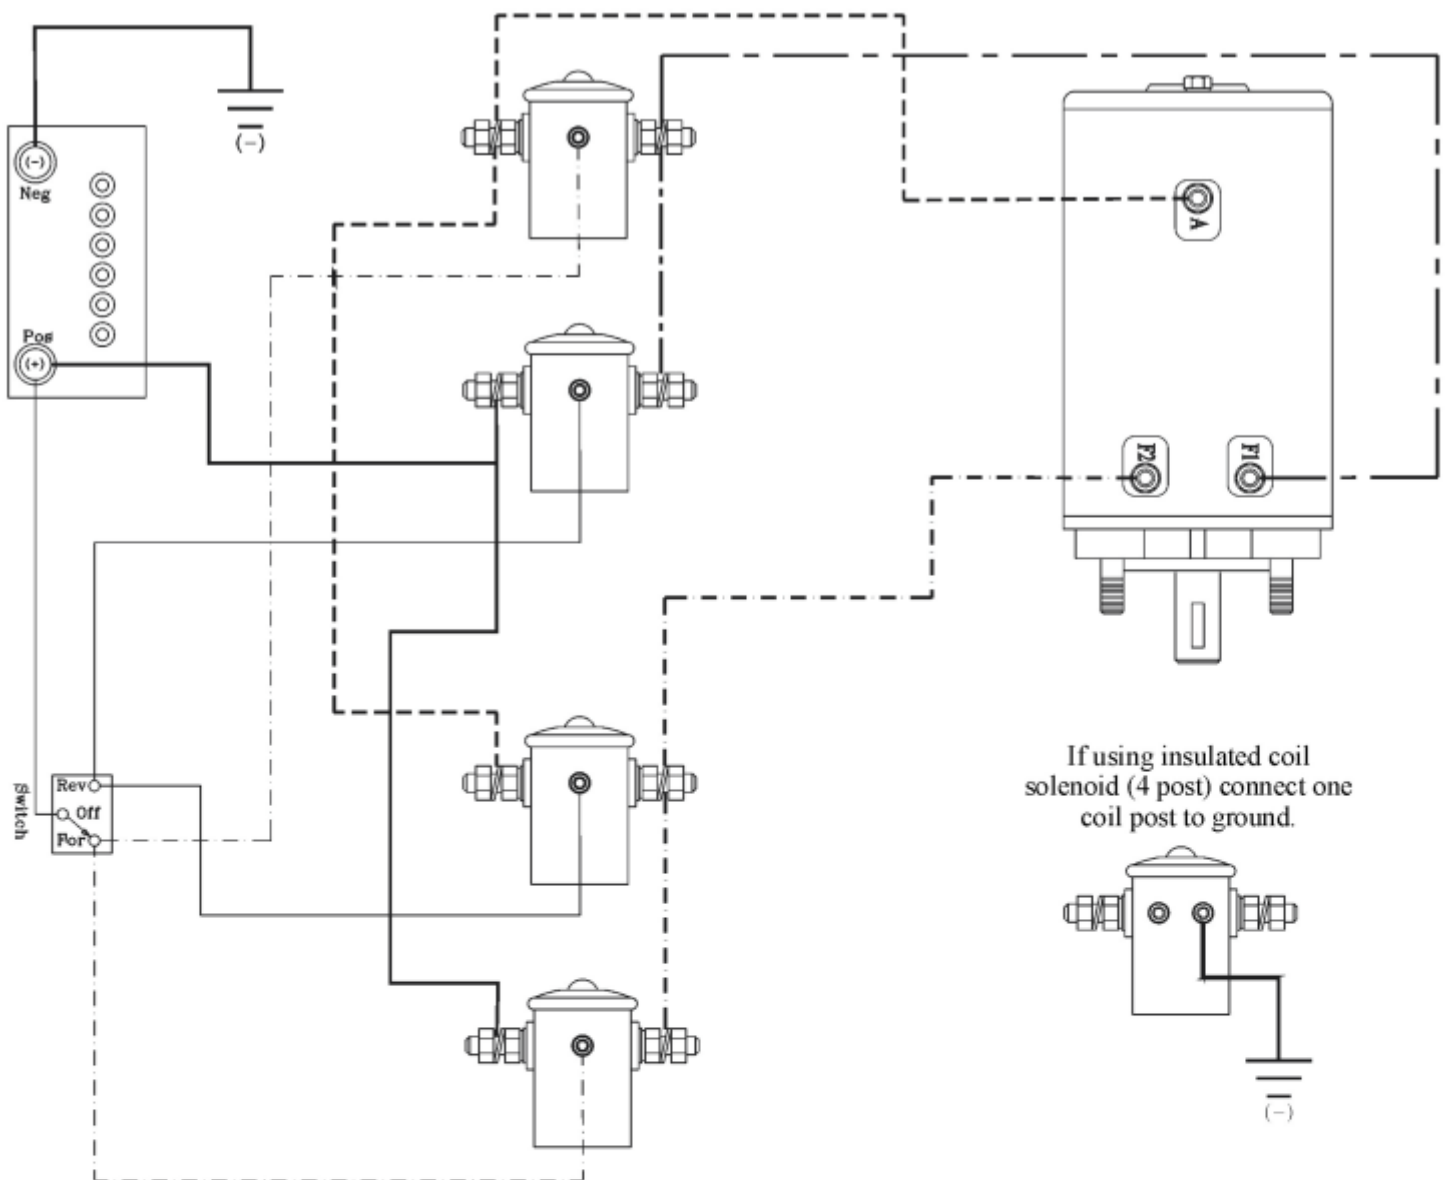 (-)
(-)
Neg
Pos
(+)
A
F2
F1
Switch
Rev
Off
For
If using insulated coil
solenoid (4 post) connect one
coil post to ground.
(-)